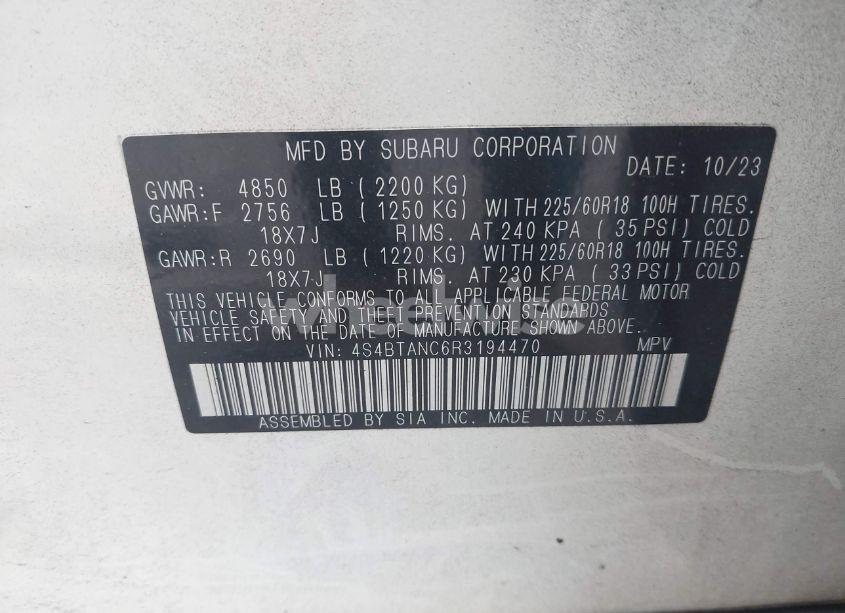 MFD BY SUBARU CORPORATION
DATE: 10/23
GVWR: 4850 LB ( 2200 KG)
GAWR:F 2756 LB ( 1250 KG) WITH 225/60R18 100H TIRES.
18X7J RIMS. AT 240 KPA ( 35 PSI) COLD
GAWR:R 2690 LB ( 1220 KG) WITH 225/60R18 100H TIRES.
18X7J RIMS. AT 230 KPA ( 33 PSI) COLD
THIS VEHICLE CONFORMS TO ALL APPLICABLE FEDERAL MOTOR
VEHICLE SAFETY AND THEFT PREVENTION STANDARDS
IN EFFECT ON THE DATE OF MANUFACTURE SHOWN ABOVE.
VIN: 4S4BTANC6R3194470 MPV
ASSEMBLED BY SIA INC. MADE IN U.S.A.